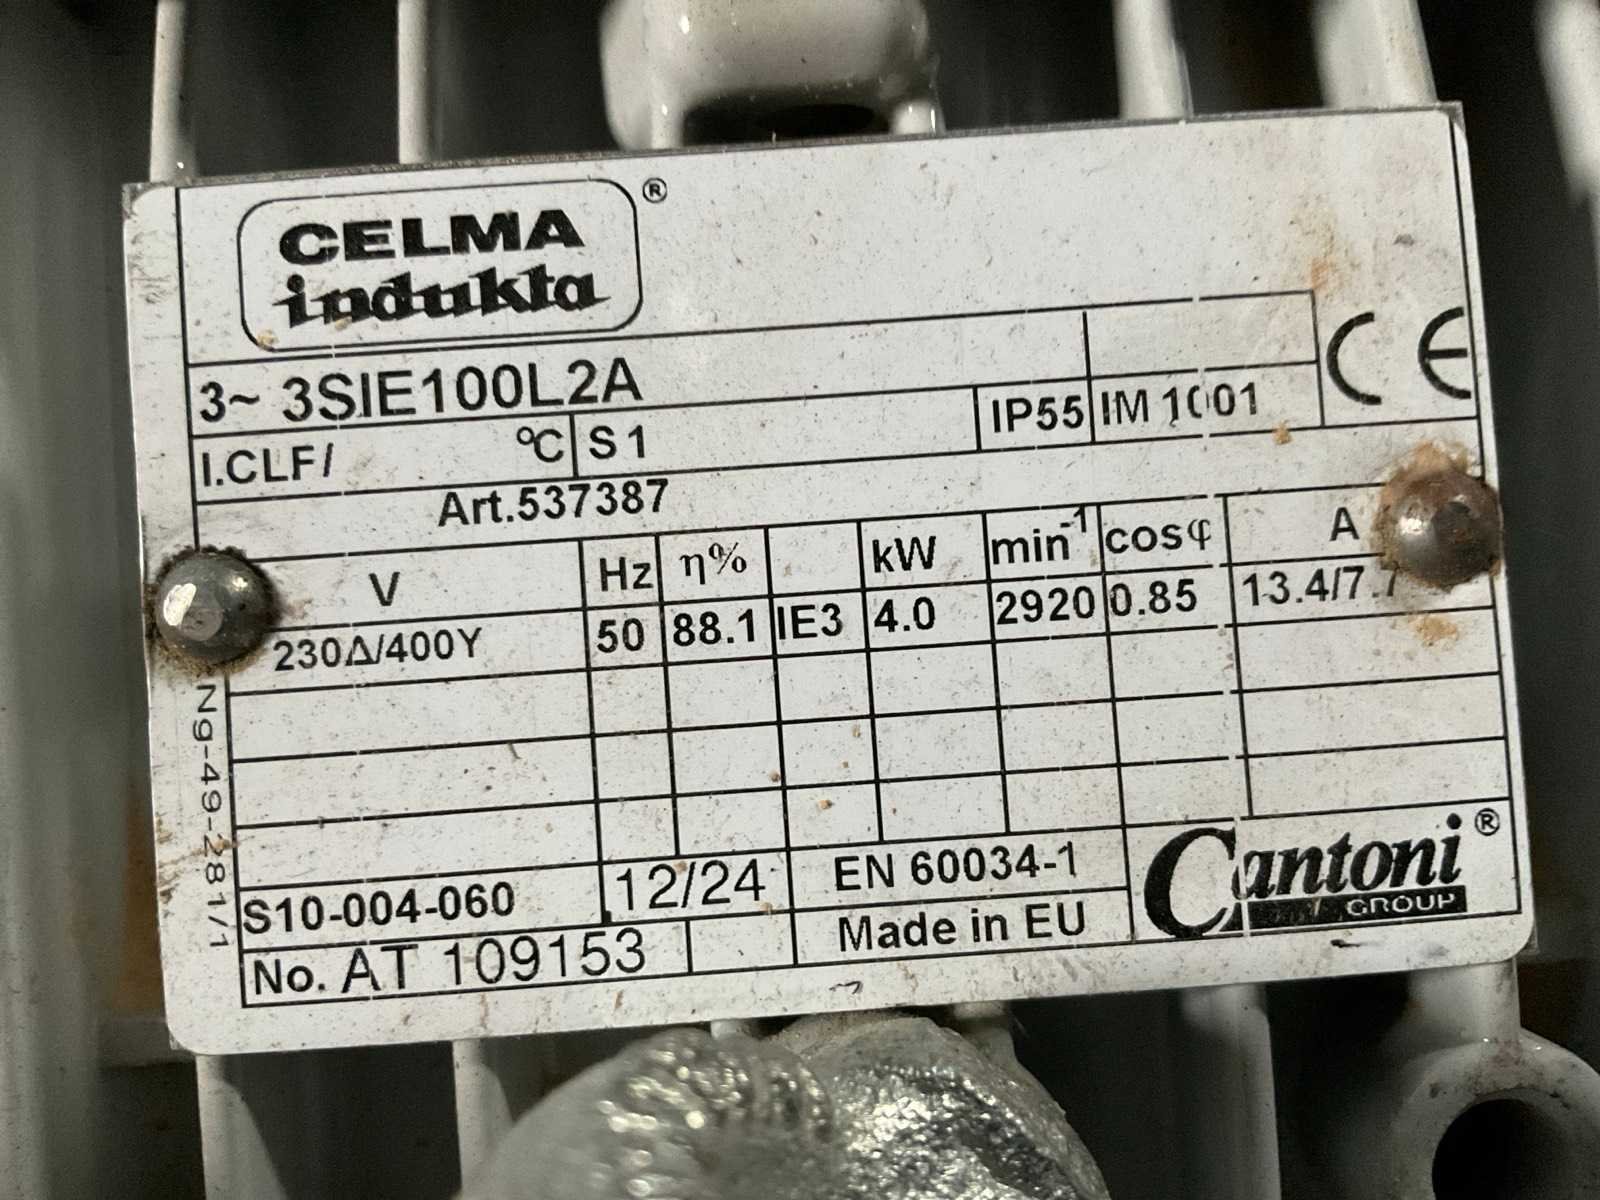 CELMA ®
indukta
3~ 3SIE100L2A
I.CLF/ °C S1 IP55 IM 1001
CE
Art.537387
V Hz η% kW min⁻¹ cosφ A
230Δ/400Y 50 88.1 IE3 4.0 2920 0.85 13.4/7.7
N9-49-281/1
S10-004-060 12/24 EN 60034-1
No. AT 109153 Made in EU
Cantoni ®
GROUP